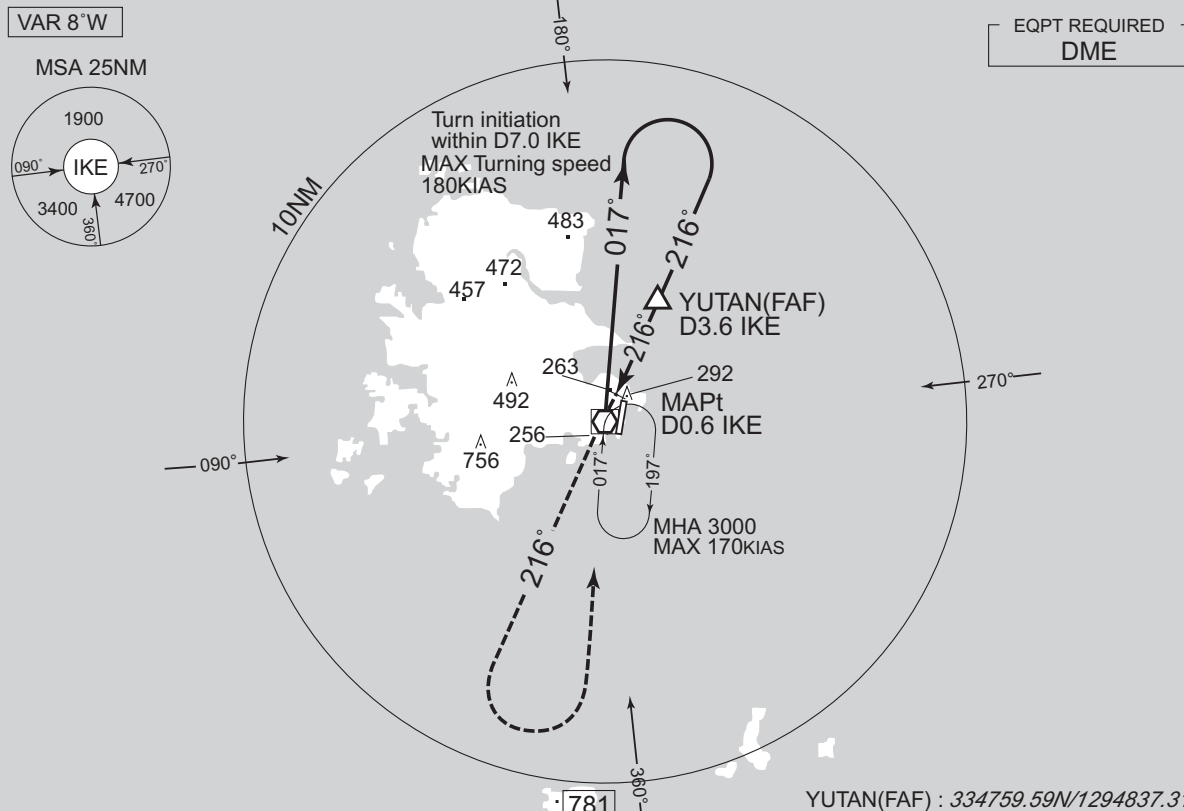 VAR 8°W
MSA 25NM
1900
090°
IKE
270°
3400
4700
360°
EQPT REQUIRED
DME
180°
Turn initiation
within D7.0 IKE
MAX Turning speed
180KIAS
10NM
483
472
457
017°
216°
YUTAN(FAF)
D3.6 IKE
216°
263
292
492
MAPt
D0.6 IKE
256
756
270°
090°
017°
197°
MHA 3000
MAX 170KIAS
216°
360°
781
YUTAN(FAF) : 334759.59N/1294837.3